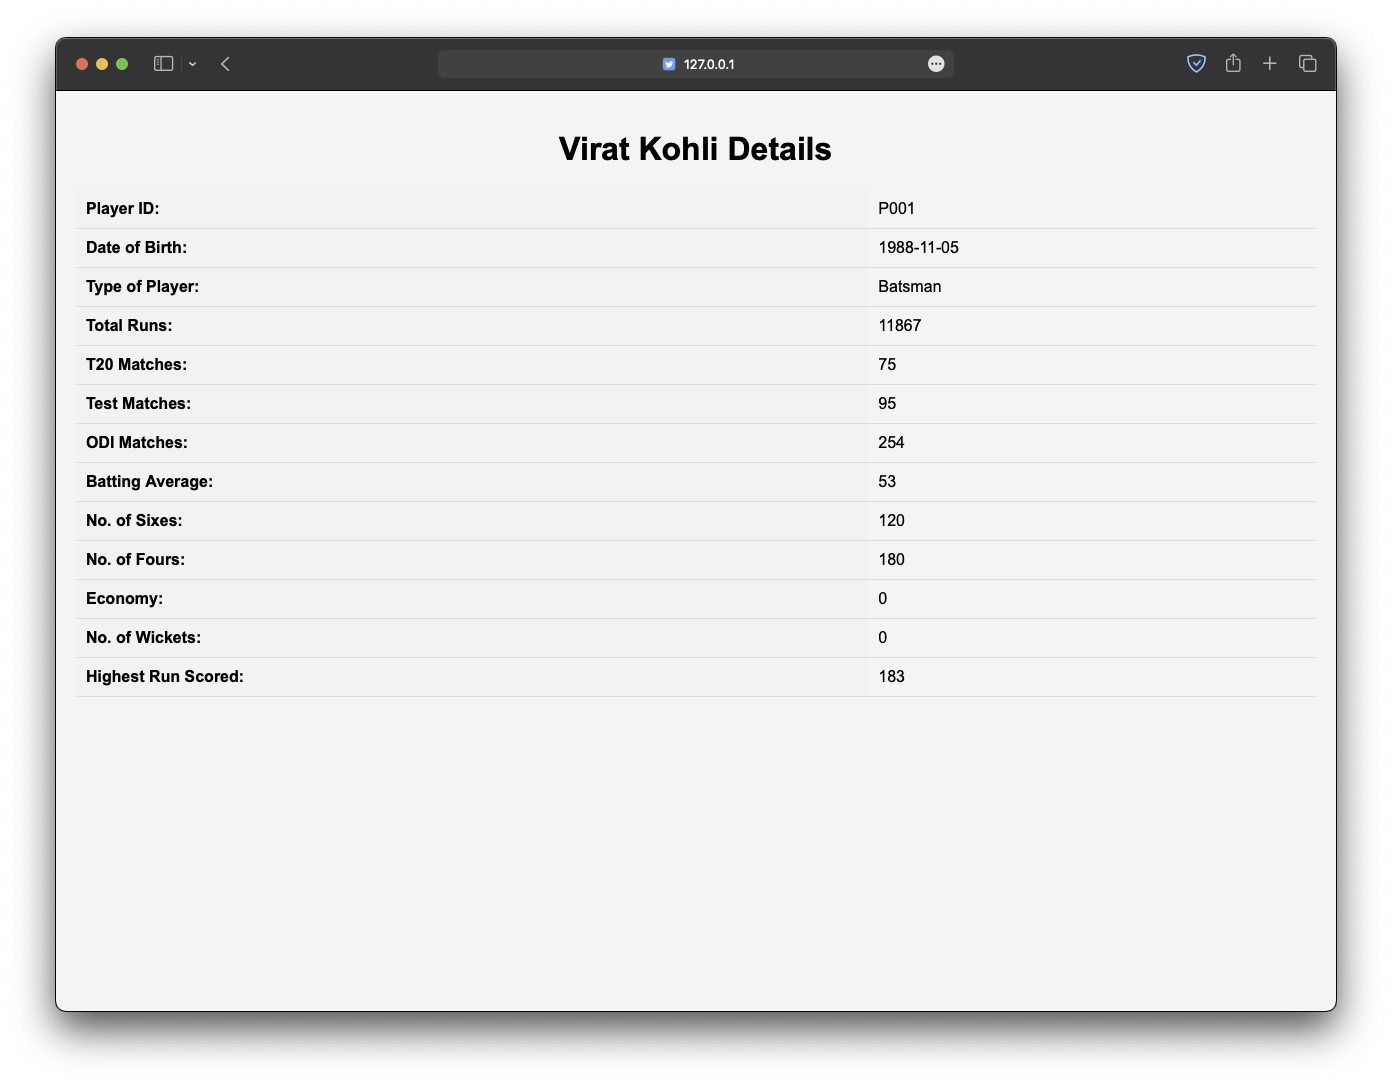 127.0.0.1
Virat Kohli Details
Player ID: P001
Date of Birth: 1988-11-05
Type of Player: Batsman
Total Runs: 11867
T20 Matches: 75
Test Matches: 95
ODI Matches: 254
Batting Average: 53
No. of Sixes: 120
No. of Fours: 180
Economy: 0
No. of Wickets: 0
Highest Run Scored: 183